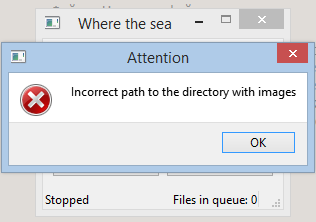 Where the sea
Attention
Incorrect path to the directory with images
OK
Stopped
Files in queue: 0